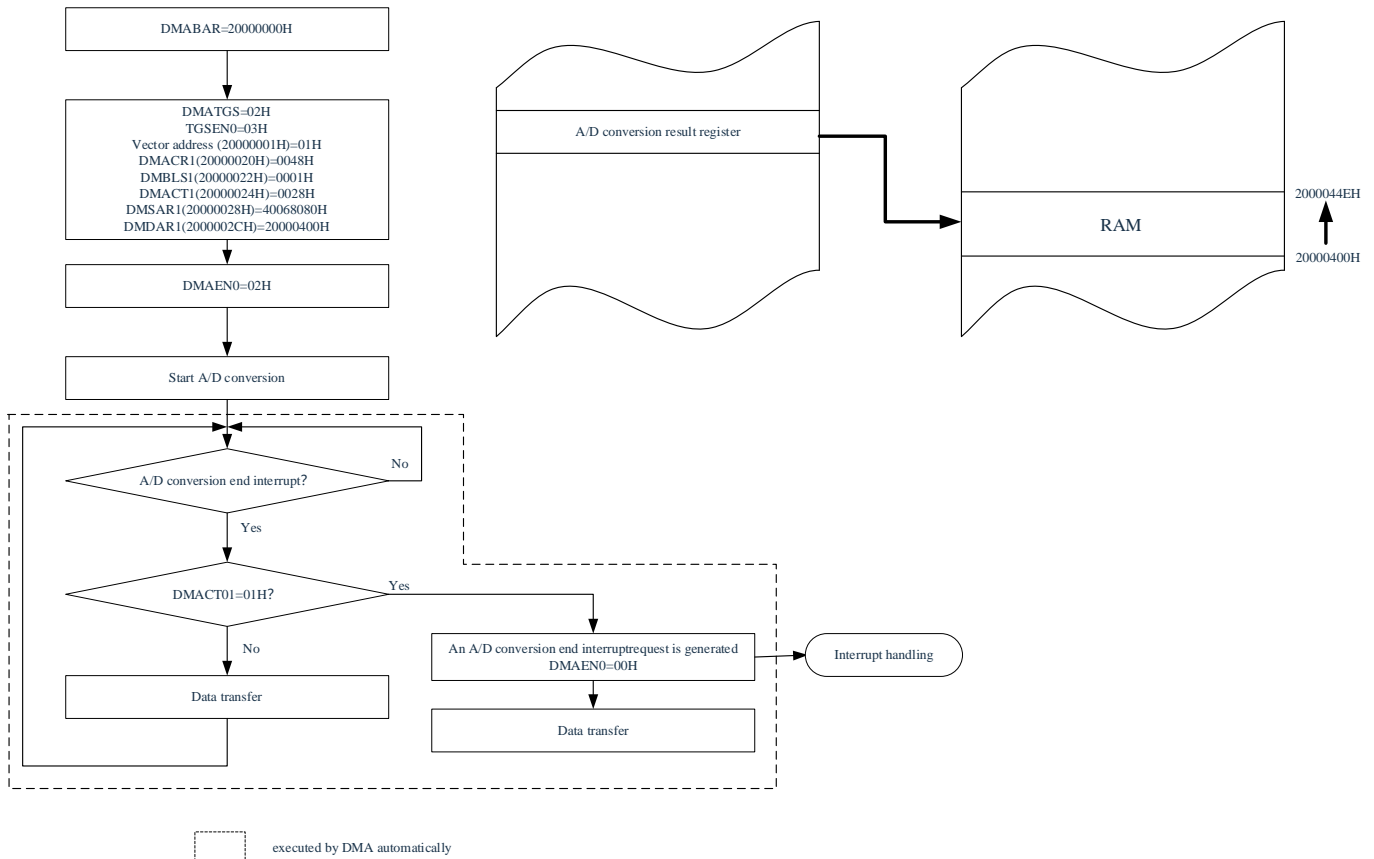 DMABAR=20000000H
DMATGS=02H
TGSEN0=03H
Vector address (20000001H)=01H
DMACR1(20000020H)=0048H
DMBLS1(20000022H)=0001H
DMACT1(20000024H)=0028H
DMSAR1(20000028H)=40068080H
DMDAR1(2000002CH)=20000400H
DMAEN0=02H
Start A/D conversion
A/D conversion end interrupt?
No
Yes
DMACT01=01H?
Yes
No
Data transfer
An A/D conversion end interruptrequest is generated
DMAEN0=00H
Data transfer
Interrupt handling
A/D conversion result register
RAM
2000044EH
20000400H
executed by DMA automatically